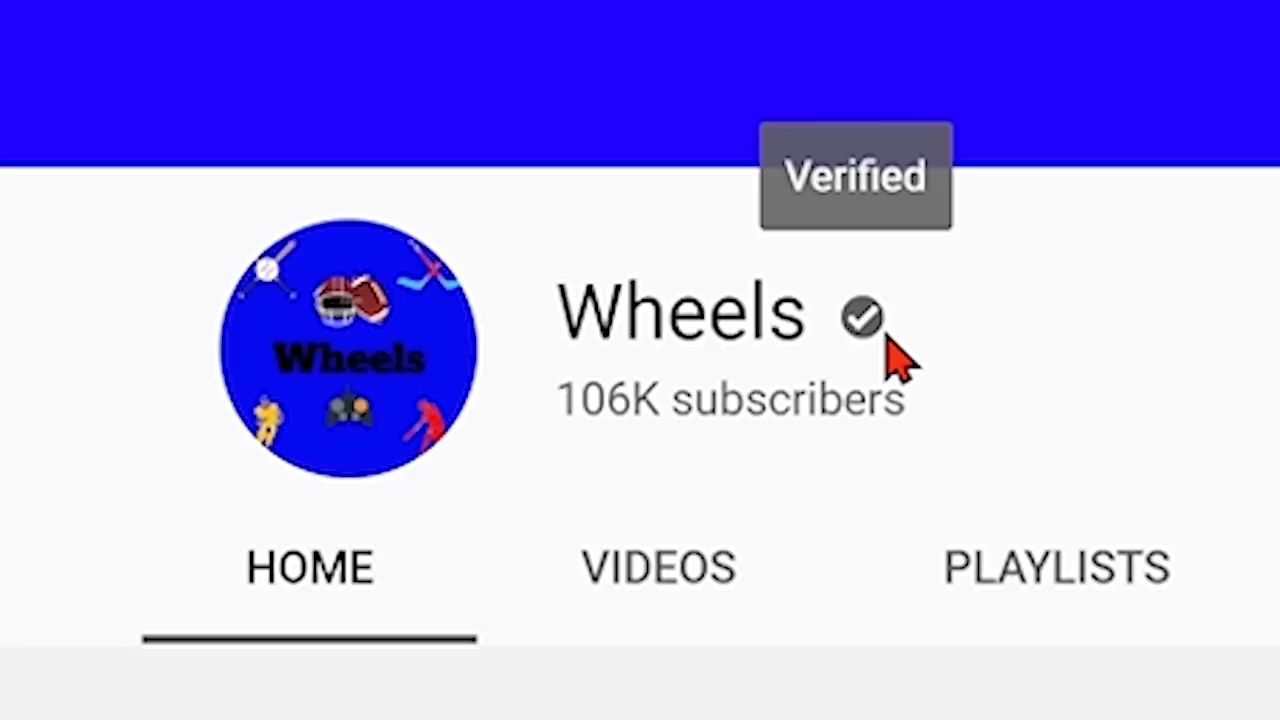 Verified
Wheels
Wheels
106K subscribers
HOME VIDEOS PLAYLISTS